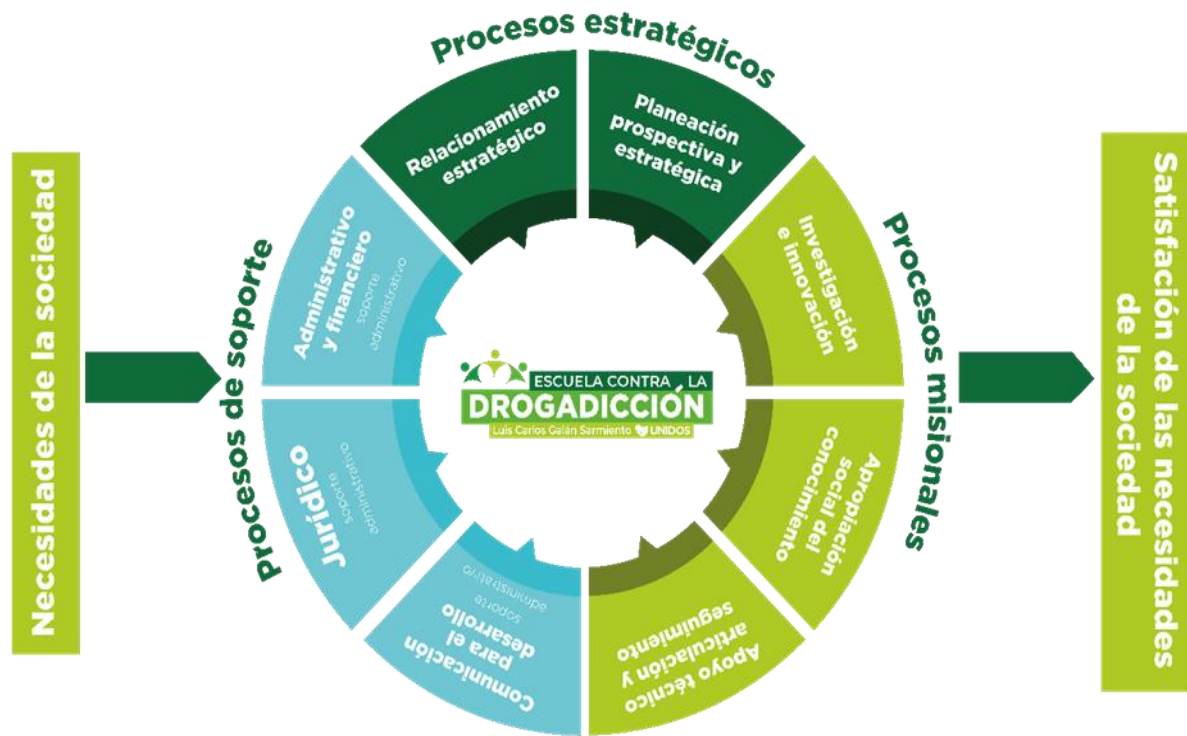 Procesos estratégicos
Relacionamiento
estratégico
Planeación
prospectiva y
estratégica
Necesidades de la sociedad
Procesos de soporte
Administrativo
y financiero
soporte
administrativo
Jurídico
soporte
administrativo
Comunicación
para el
desarrollo
soporte
administrativo
ESCUELA CONTRA LA
DROGADICCIÓN
Luis Carlos Galán Sarmiento UNIDOS
Investigación
e innovación
Apropiación
social del
conocimiento
Apoyo técnico
articulación y
seguimiento
Procesos misionales
Satisfacción de las necesidades
de la sociedad